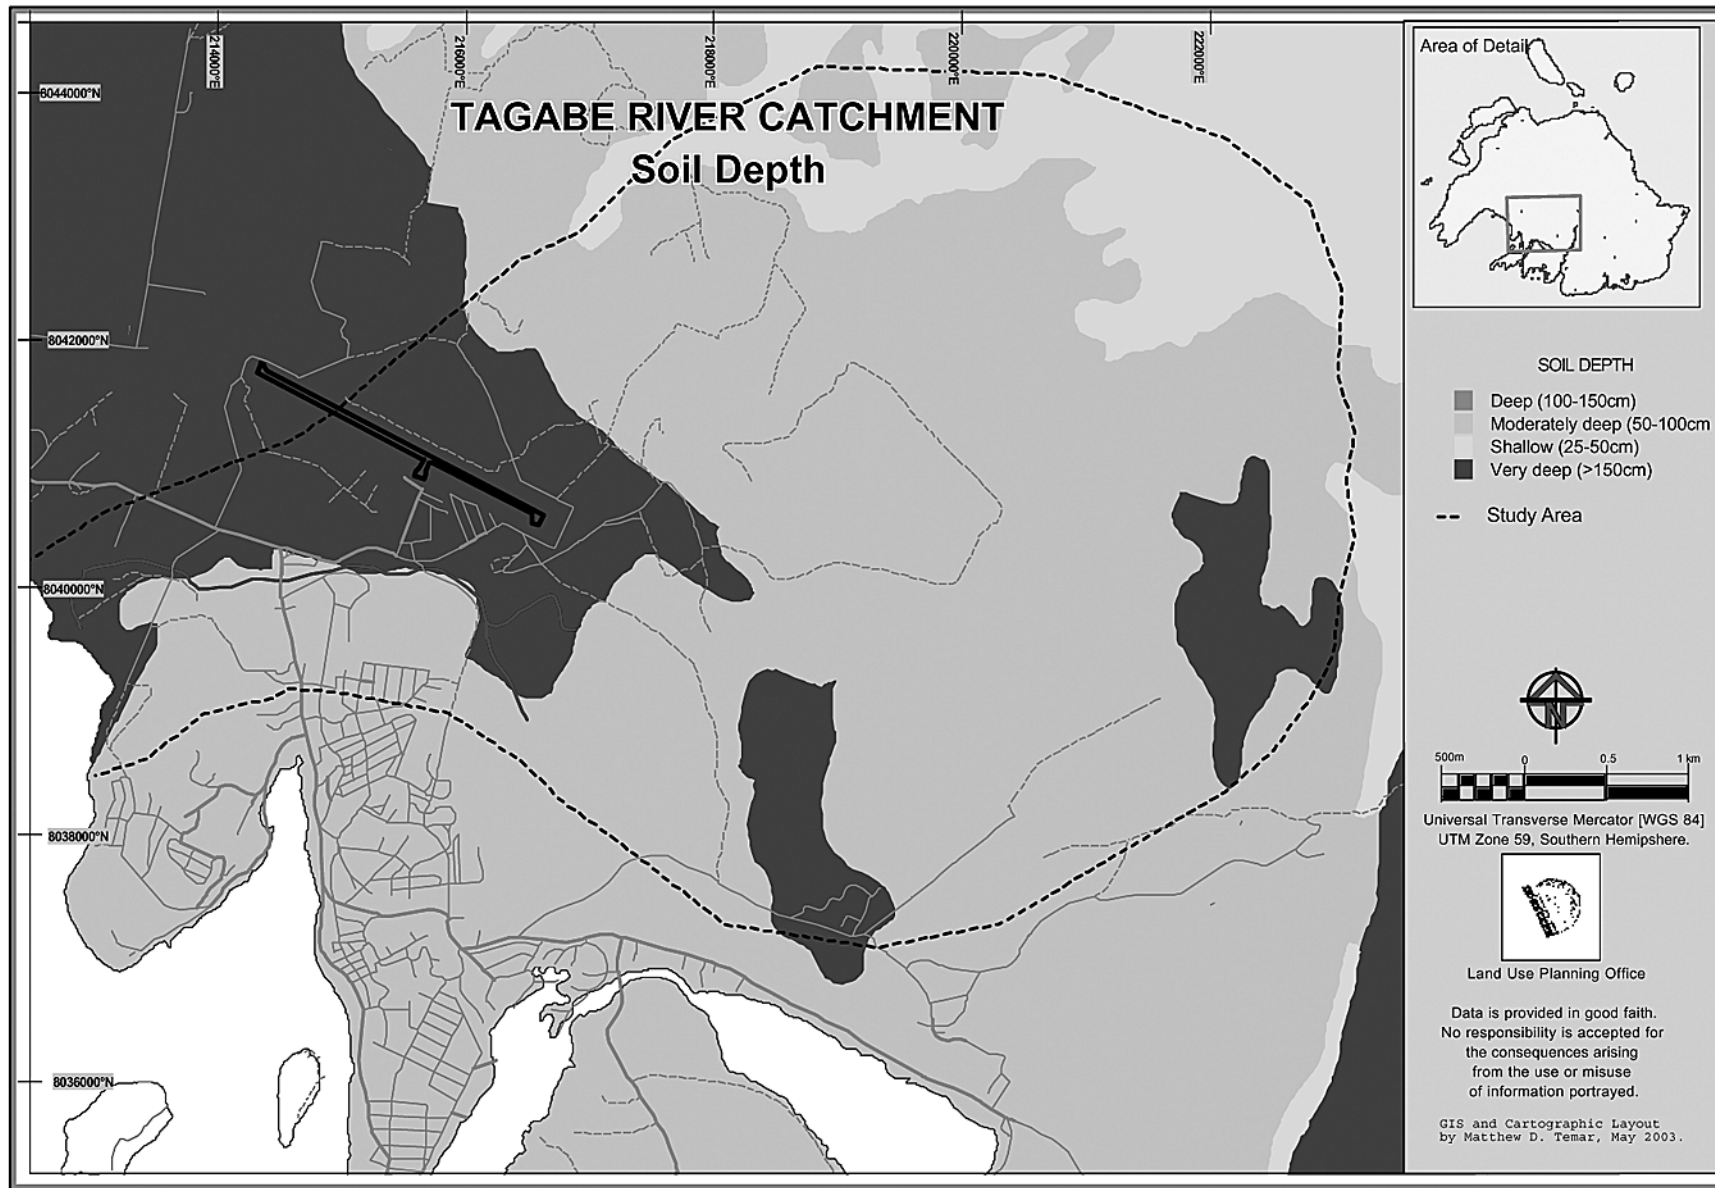 214000°E
216000°E
218000°E
220000°E
222000°E
8044000°N
8042000°N
8040000°N
8038000°N
8036000°N
TAGABE RIVER CATCHMENT
Soil Depth
Area of Detail
SOIL DEPTH
Deep (100-150cm)
Moderately deep (50-100cm
Shallow (25-50cm)
Very deep (>150cm)
Study Area
N
500m 0 0.5 1 km
Universal Transverse Mercator [WGS 84]
UTM Zone 59, Southern Hemipshere.
Land Use Planning Office
Data is provided in good faith.
No responsibility is accepted for
the consequences arising
from the use or misuse
of information portrayed.
GIS and Cartographic Layout
by Matthew D. Temar, May 2003.